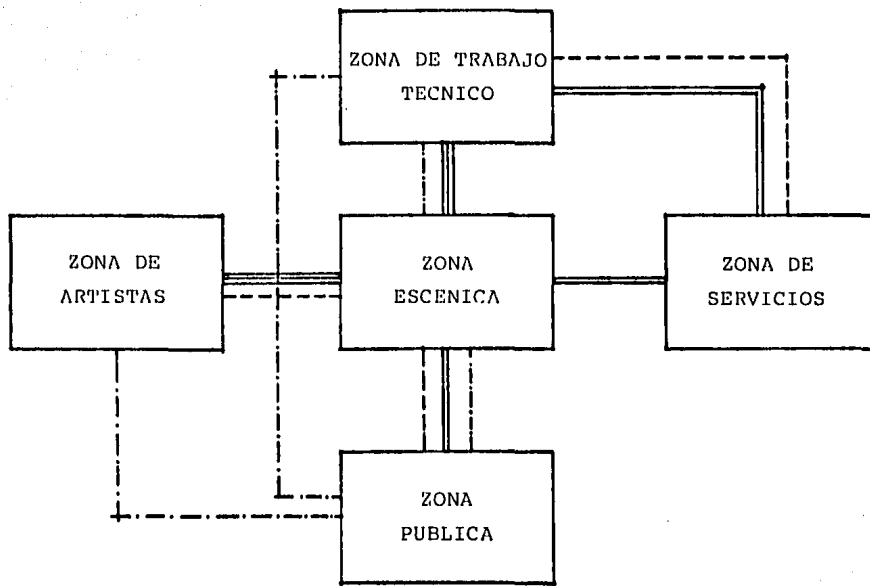 ZONA DE TRABAJO
TECNICO
ZONA DE
ARTISTAS
ZONA
ESCENICA
ZONA DE
SERVICIOS
ZONA
PUBLICA